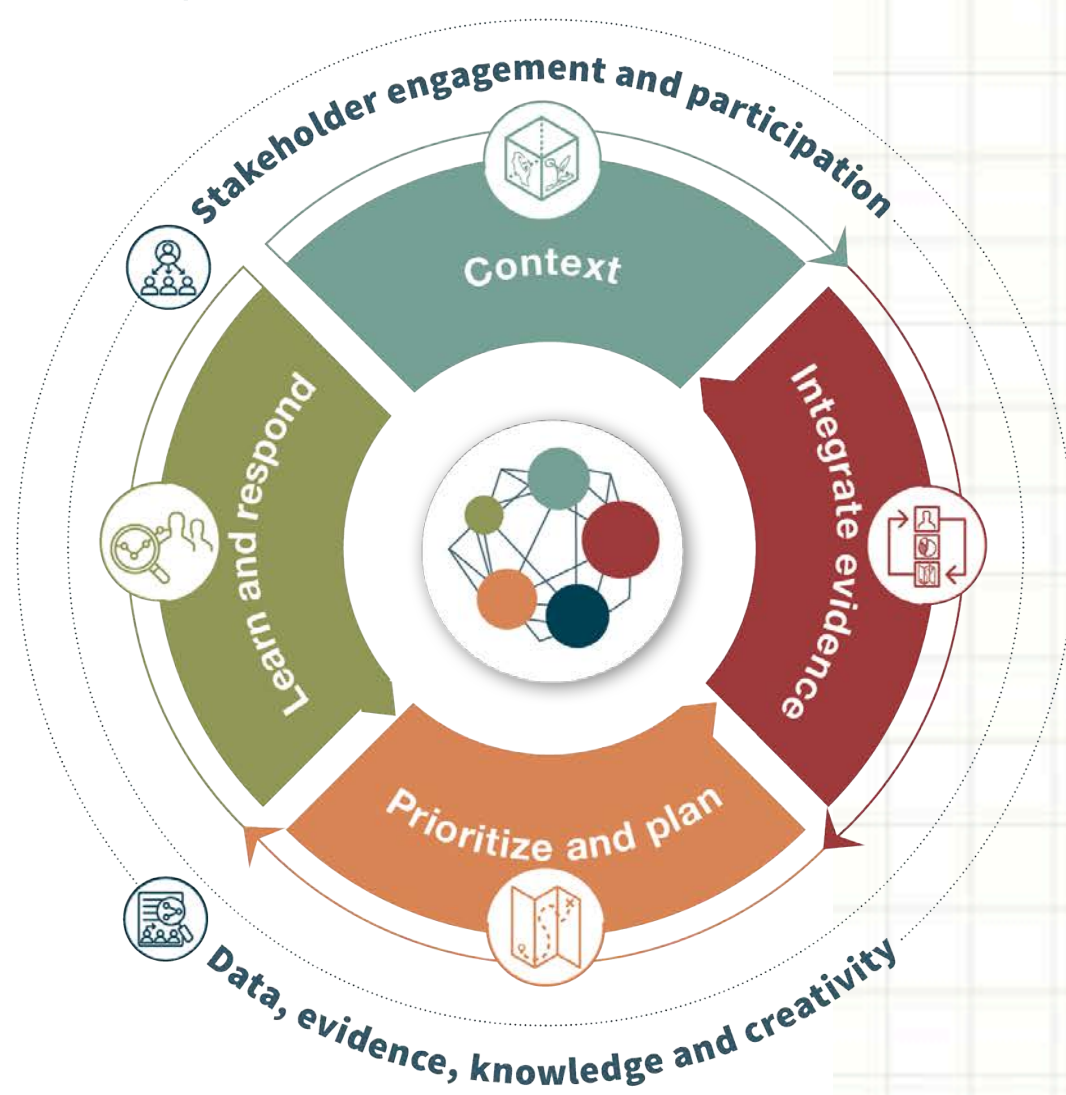 Stakeholder engagement and participation
Context
Integrate evidence
Prioritize and plan
Learn and respond
Data, evidence, knowledge and creativity